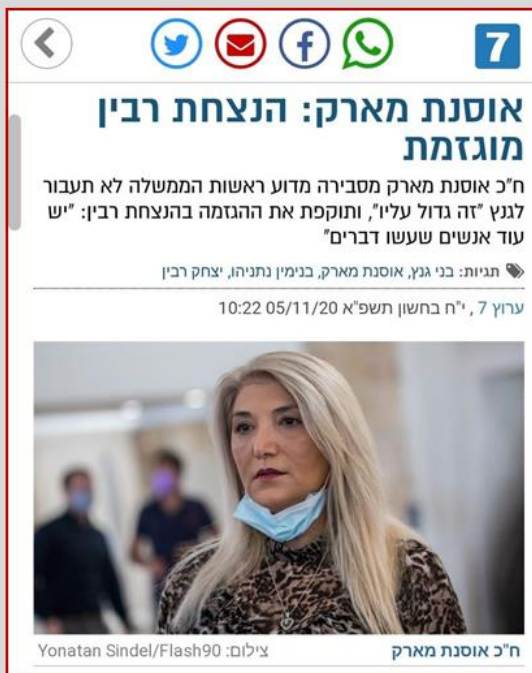 7
אוסנת מארק: הנצחת רבין
מוגזמת
ח"כ אוסנת מארק מסבירה מדוע ראשות הממשלה לא תעבור
לגנץ "זה גדול עליו", ותוקפת את ההגזמה בהנצחת רבין: "יש
עוד אנשים שעשו דברים"
תגיות: בני גנץ, אוסנת מארק, בנימין נתניהו, יצחק רבין
ערוץ 7 , י"ח בחשון תשפ"א 05/11/20 10:22
ח"כ אוסנת מארק
צילום: Yonatan Sindel/Flash90